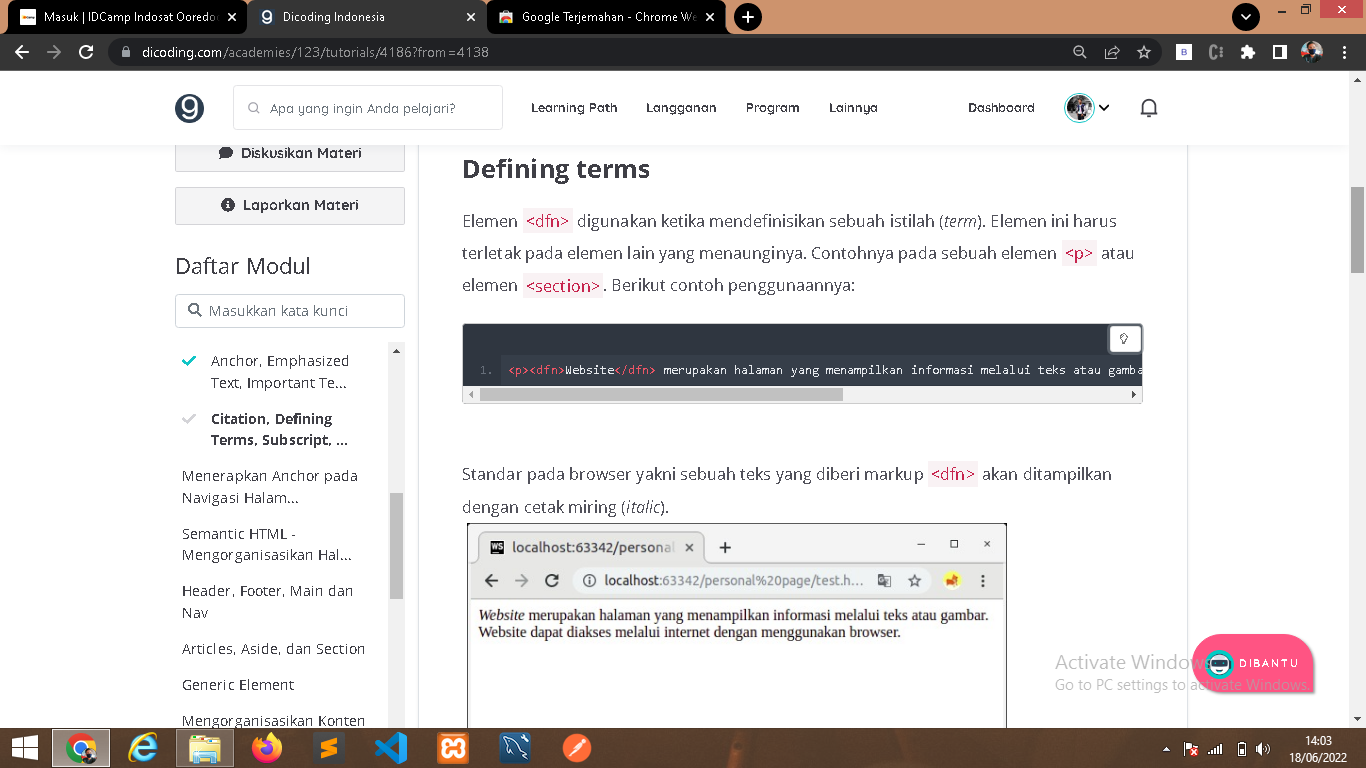 Masuk | IDCamp Indosat Ooredoo
Dicoding Indonesia
Google Terjemahan - Chrome We
dicoding.com/academies/123/tutorials/4186?from=4138
Apa yang ingin Anda pelajari?
Learning Path
Langganan
Program
Lainnya
Dashboard
Diskusikan Materi
Laporkan Materi
Daftar Modul
Masukkan kata kunci
Anchor, Emphasized
Text, Important Te...
Citation, Defining
Terms, Subscript, ...
Menerapkan Anchor pada
Navigasi Halam...
Semantic HTML -
Mengorganisasikan Hal...
Header, Footer, Main dan
Nav
Articles, Aside, dan Section
Generic Element
Mengorganisasikan Konten
Defining terms
Elemen <dfn> digunakan ketika mendefinisikan sebuah istilah (term). Elemen ini harus
terletak pada elemen lain yang menaunginya. Contohnya pada sebuah elemen <p> atau
elemen <section>. Berikut contoh penggunaannya:
1. <p><dfn>Website</dfn> merupakan halaman yang menampilkan informasi melalui teks atau gamba
Standar pada browser yakni sebuah teks yang diberi markup <dfn> akan ditampilkan
dengan cetak miring (italic).
WS localhost:63342/personal
localhost:63342/personal%20page/test.h...
Website merupakan halaman yang menampilkan informasi melalui teks atau gambar.
Website dapat diakses melalui internet dengan menggunakan browser.
Activate Windows
Go to PC settings to activate Windows.
DIBANTU
14:03
18/06/2022